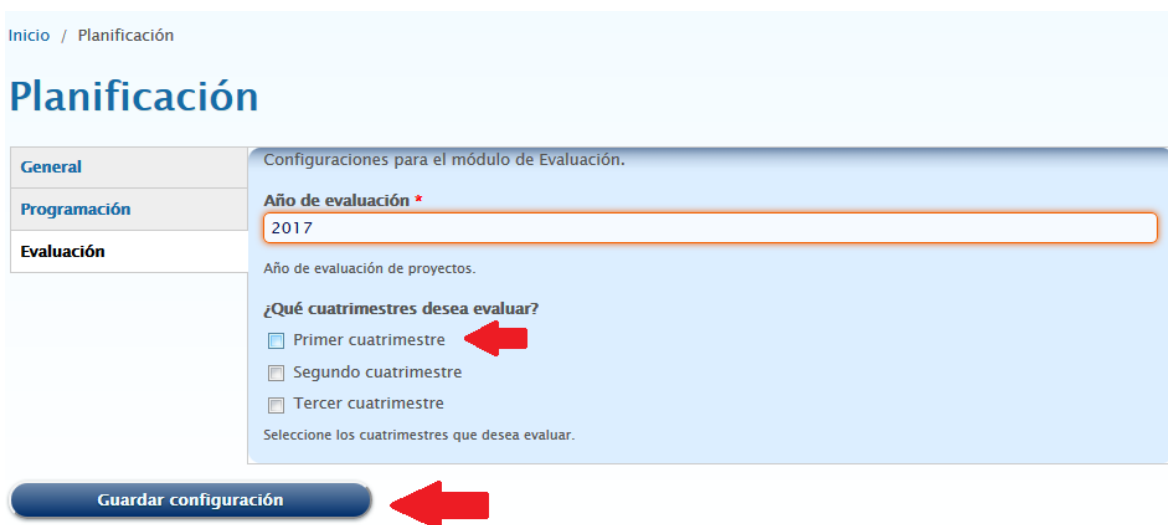 Inicio / Planificación
Planificación
General
Programación
Evaluación
Configuraciones para el módulo de Evaluación.
Año de evaluación *
2017
Año de evaluación de proyectos.
¿Qué cuatrimestres desea evaluar?
Primer cuatrimestre
Segundo cuatrimestre
Tercer cuatrimestre
Seleccione los cuatrimestres que desea evaluar.
Guardar configuración